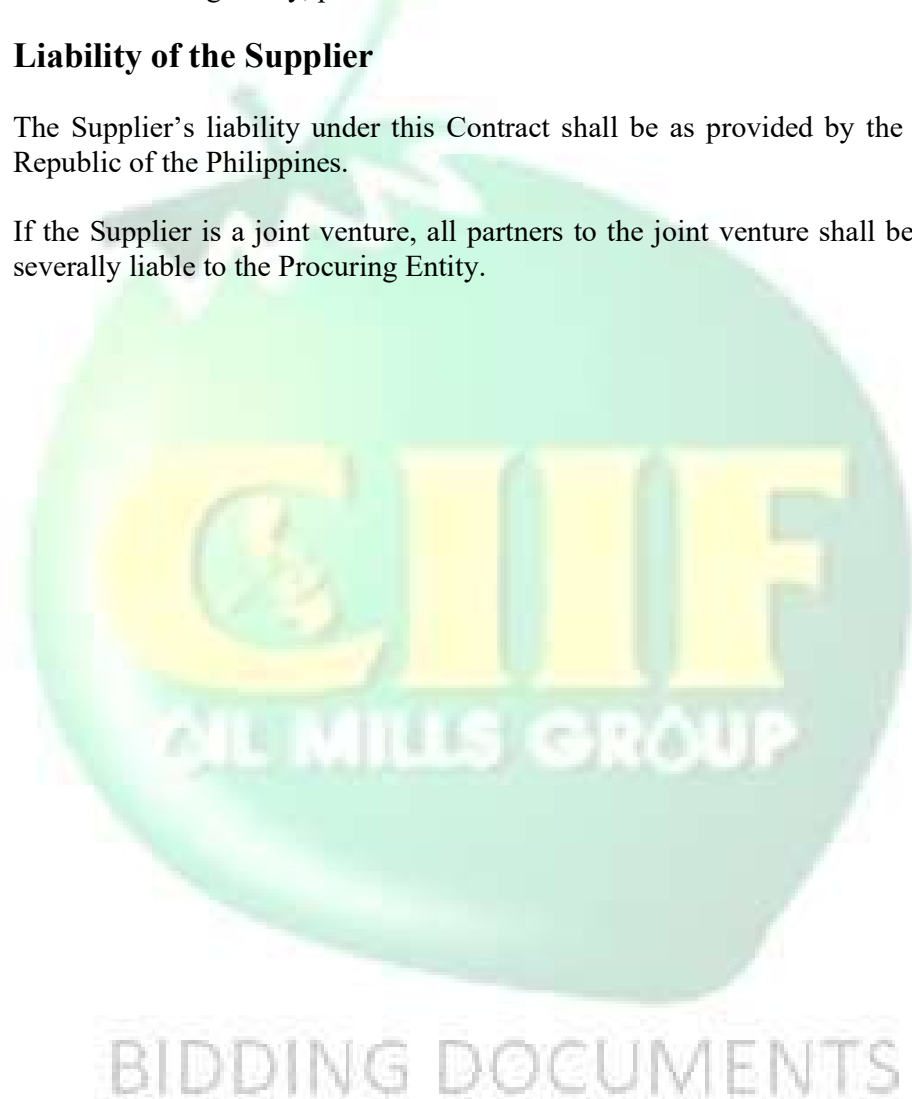 Liability of the Supplier
The Supplier’s liability under this Contract shall be as provided by the
Republic of the Philippines.
If the Supplier is a joint venture, all partners to the joint venture shall be
severally liable to the Procuring Entity.
CIIF
OIL MILLS GROUP
BIDDING DOCUMENTS